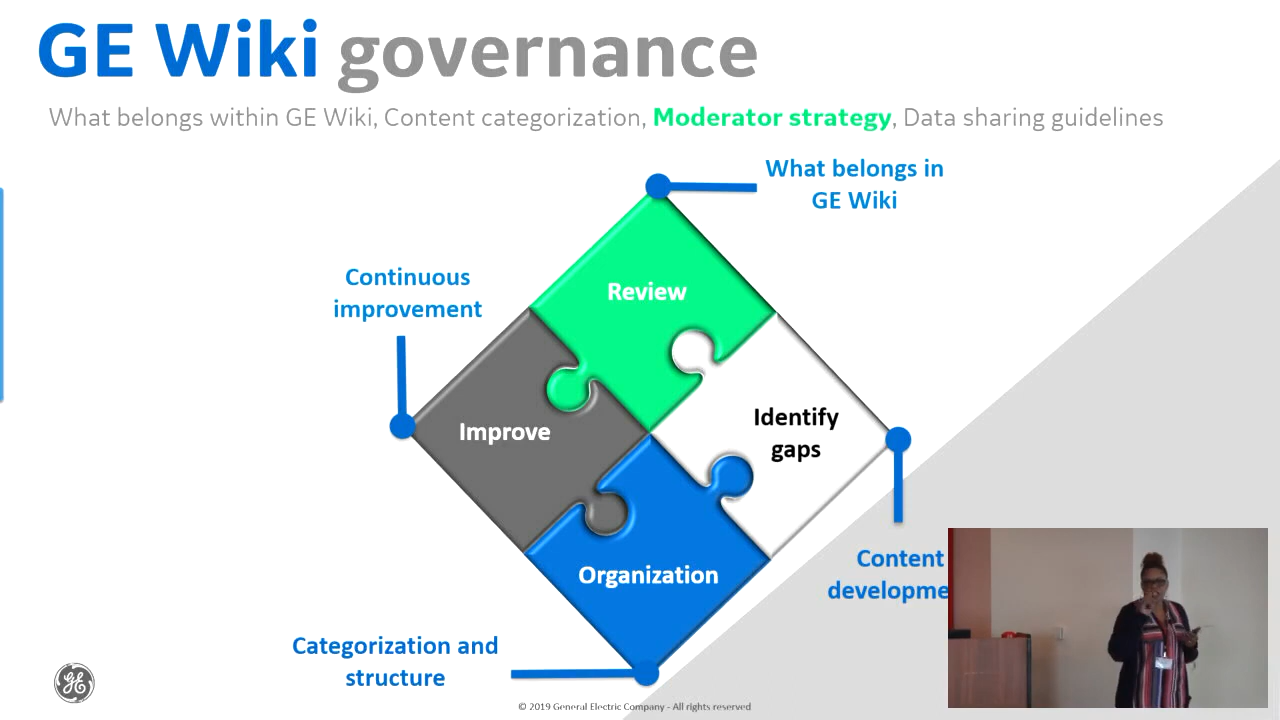 GE Wiki governance
What belongs within GE Wiki, Content categorization, Moderator strategy, Data sharing guidelines
What belongs in
GE Wiki
Continuous
improvement
Review
Identify
gaps
Improve
Organization
Content
developme
Categorization and
structure
GE
© 2019 General Electric Company - All rights reserved